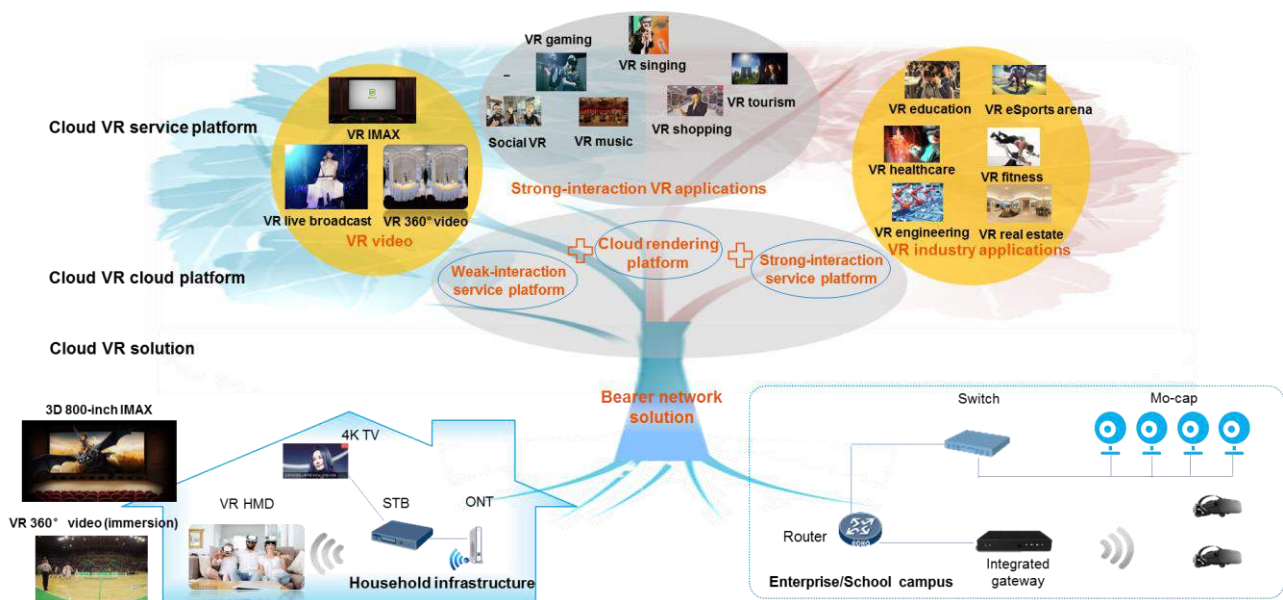 Cloud VR service platform
VR IMAX
VR live broadcast
VR 360° video
VR video
VR gaming
VR singing
VR tourism
Social VR
VR music
VR shopping
Strong-interaction VR applications
VR education
VR eSports arena
VR healthcare
VR fitness
VR engineering
VR real estate
VR industry applications
Cloud VR cloud platform
Weak-interaction
service platform
Cloud rendering
platform
Strong-interaction
service platform
Cloud VR solution
Bearer network
solution
3D 800-inch IMAX
VR 360° video (immersion)
4K TV
VR HMD
STB
ONT
Household infrastructure
Switch
Mo-cap
Router
SOHO
Integrated
gateway
Enterprise/School campus